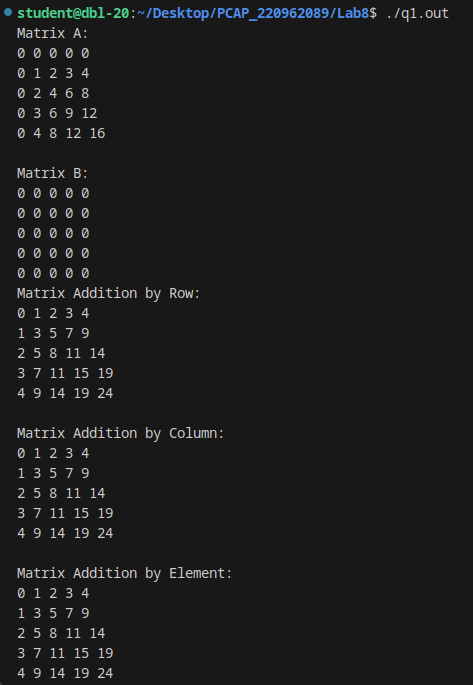 student@dbl-20:~/Desktop/PCAP_220962089/Lab8$ ./q1.out
Matrix A:
0 0 0 0 0
0 1 2 3 4
0 2 4 6 8
0 3 6 9 12
0 4 8 12 16
Matrix B:
0 0 0 0 0
0 0 0 0 0
0 0 0 0 0
0 0 0 0 0
0 0 0 0 0
Matrix Addition by Row:
0 1 2 3 4
1 3 5 7 9
2 5 8 11 14
3 7 11 15 19
4 9 14 19 24
Matrix Addition by Column:
0 1 2 3 4
1 3 5 7 9
2 5 8 11 14
3 7 11 15 19
4 9 14 19 24
Matrix Addition by Element:
0 1 2 3 4
1 3 5 7 9
2 5 8 11 14
3 7 11 15 19
4 9 14 19 24